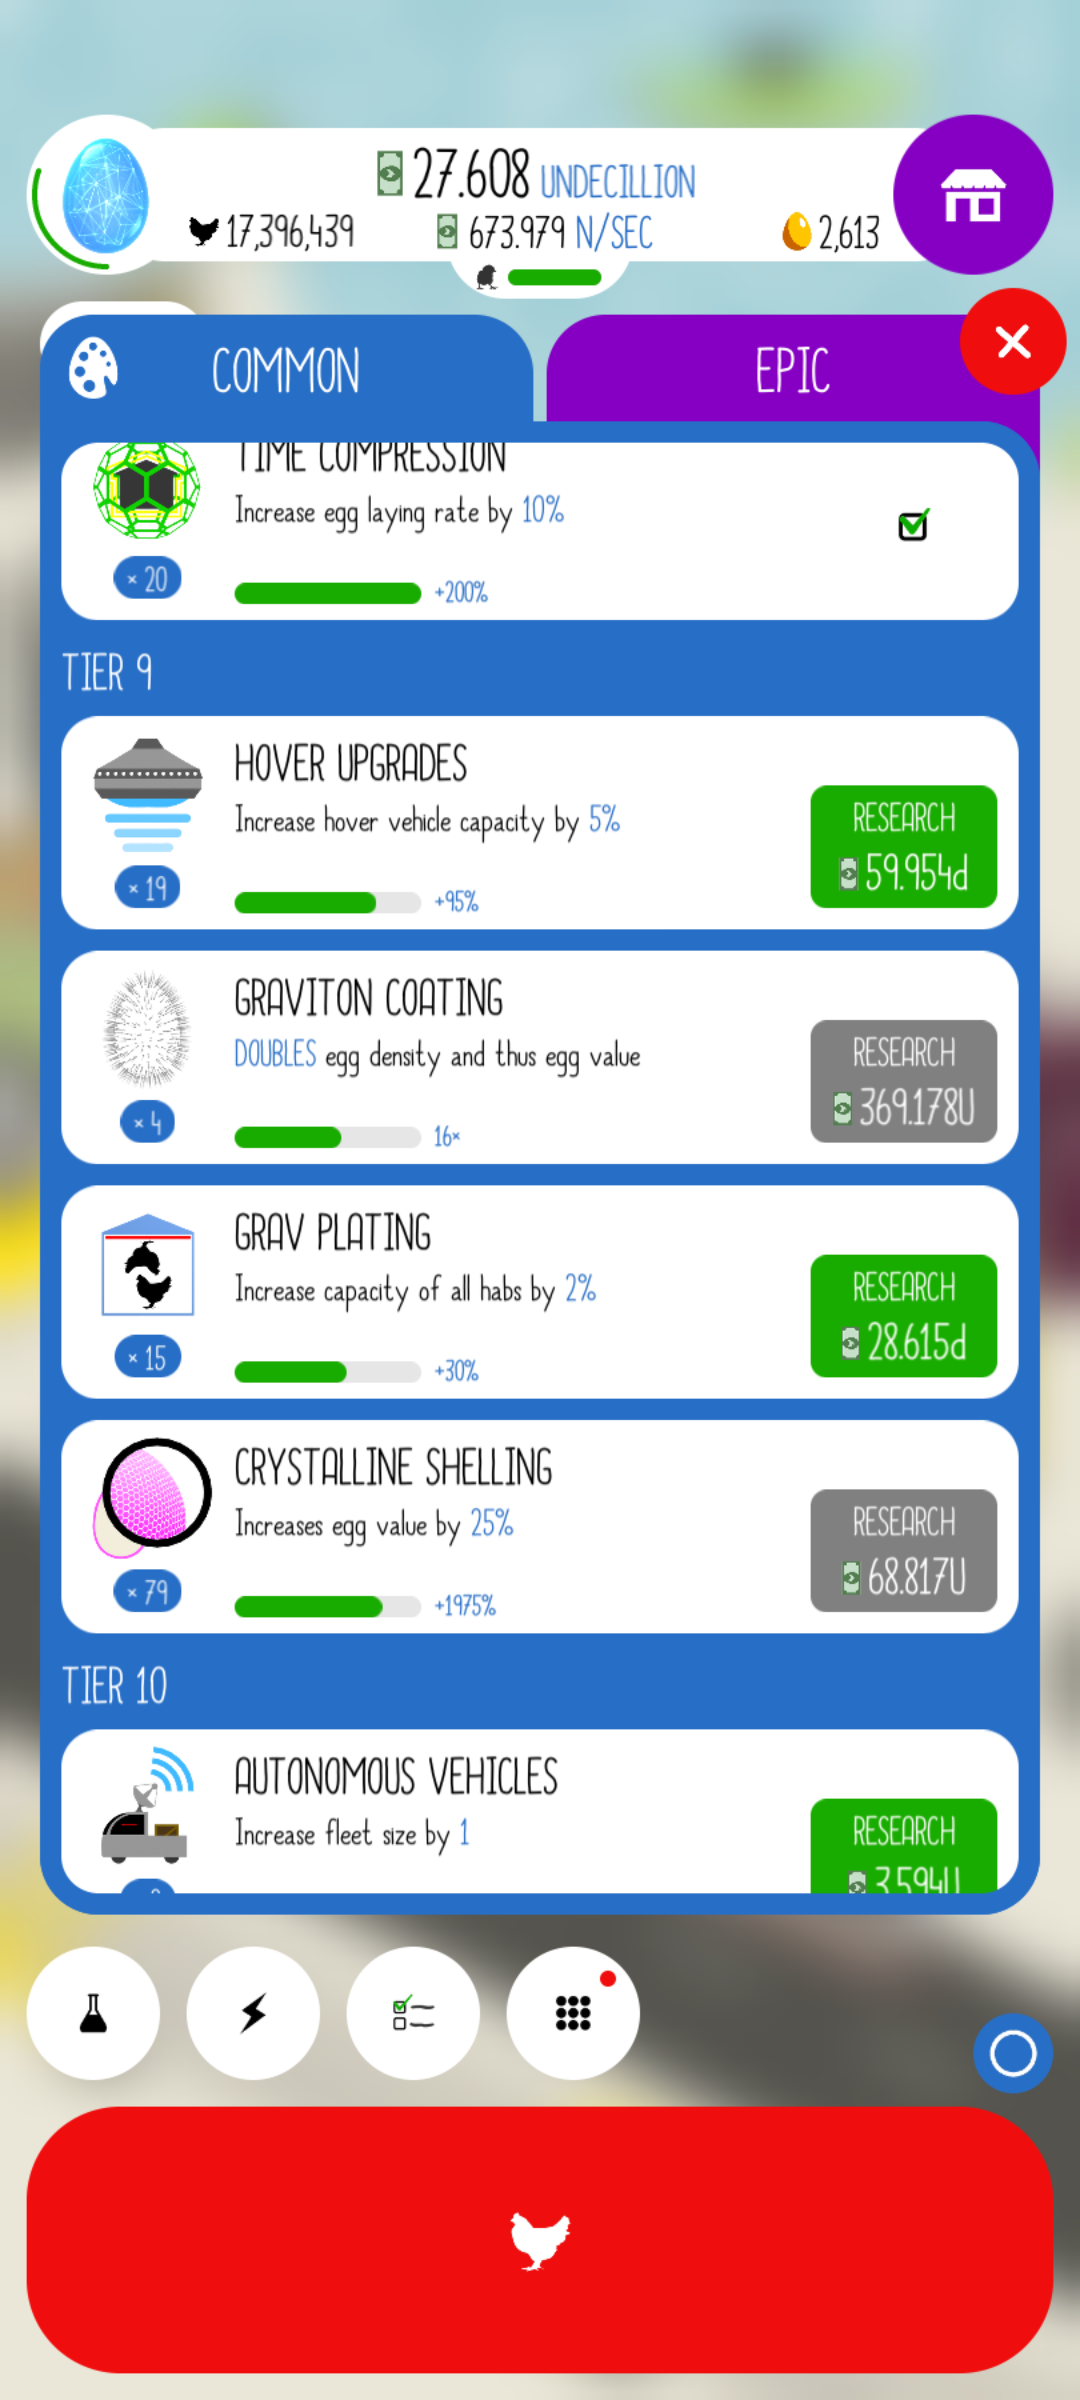 27.608 UNDECILLION
17,396,439 673.979 N/SEC 2,613
COMMON EPIC
TIME COMPRESSION
Increase egg laying rate by 10%
× 20 +200%
TIER 9
HOVER UPGRADES
Increase hover vehicle capacity by 5%
RESEARCH
59.954d
× 19 +95%
GRAVITON COATING
DOUBLES egg density and thus egg value
RESEARCH
369.178U
× 4 16×
GRAV PLATING
Increase capacity of all habs by 2%
RESEARCH
28.615d
× 15 +30%
CRYSTALLINE SHELLING
Increases egg value by 25%
RESEARCH
68.817U
× 79 +1975%
TIER 10
AUTONOMOUS VEHICLES
Increase fleet size by 1
RESEARCH
3.594U